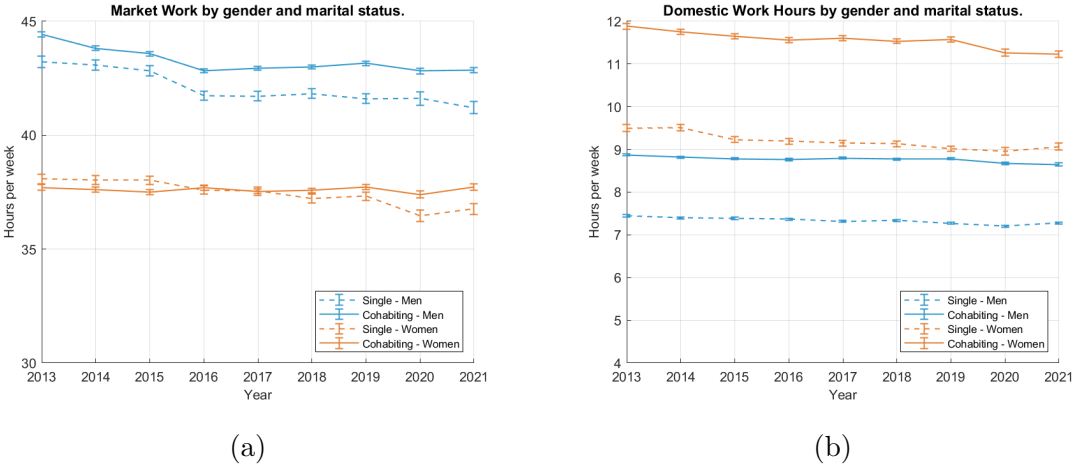 Market Work by gender and marital status.
45
40
35
30
Hours per week
2013 2014 2015 2016 2017 2018 2019 2020 2021
Year
Single - Men
Cohabiting - Men
Single - Women
Cohabiting - Women
(a)
Domestic Work Hours by gender and marital status.
12
11
10
9
8
7
6
5
4
Hours per week
2013 2014 2015 2016 2017 2018 2019 2020 2021
Year
Single - Men
Cohabiting - Men
Single - Women
Cohabiting - Women
(b)